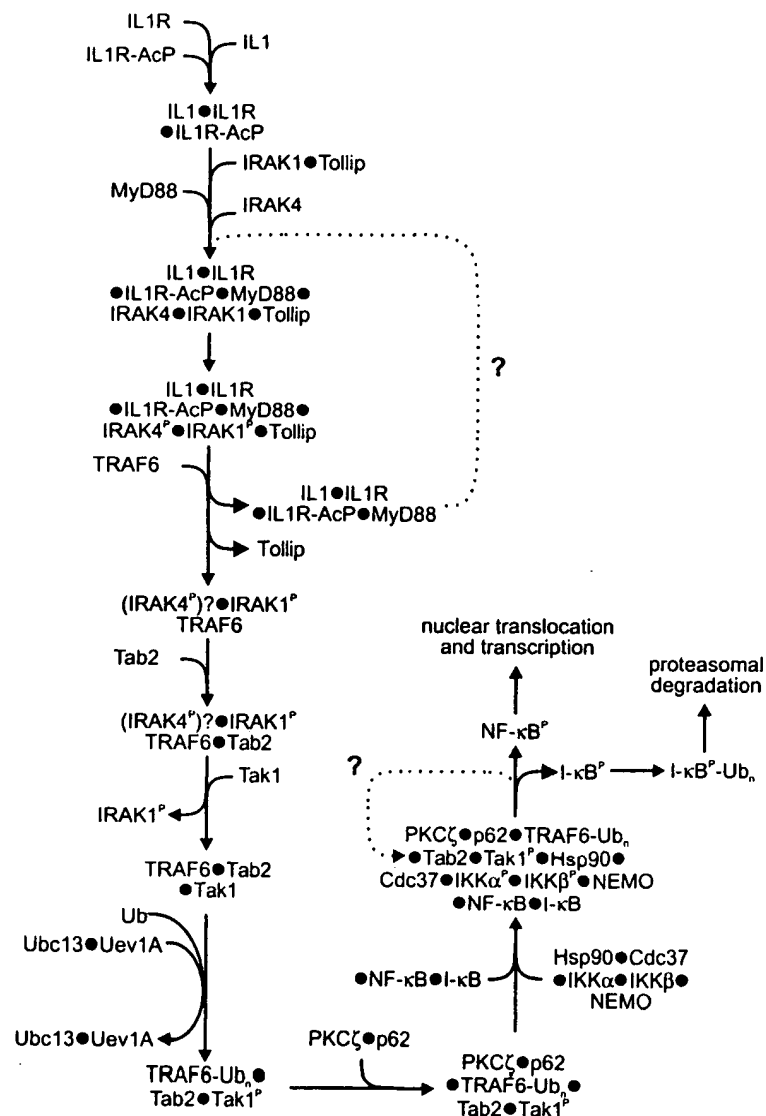 IL1R
IL1R-AcP
IL1
IL1●IL1R
●IL1R-AcP
IRAK1●Tollip
MyD88
IRAK4
IL1●IL1R
●IL1R-AcP●MyD88●
IRAK4●IRAK1●Tollip
?
IL1●IL1R
●IL1R-AcP●MyD88●
IRAK4ᴾ●IRAK1ᴾ●Tollip
TRAF6
IL1●IL1R
●IL1R-AcP●MyD88
Tollip
(IRAK4ᴾ)?●IRAK1ᴾ
TRAF6
Tab2
(IRAK4ᴾ)?●IRAK1ᴾ
TRAF6●Tab2
Tak1
IRAK1ᴾ
TRAF6●Tab2
●Tak1
Ub
Ubc13●Uev1A
Ubc13●Uev1A
TRAF6-Ubₙ●
Tab2●Tak1ᴾ
PKCζ●p62
PKCζ●p62
●TRAF6-Ubₙ●
Tab2●Tak1ᴾ
●NF-κB●I-κB
Hsp90●Cdc37
●IKKα●IKKβ●
NEMO
PKCζ●p62●TRAF6-Ubₙ
●Tab2●Tak1ᴾ●Hsp90●
Cdc37●IKKαᴾ●IKKβᴾ●NEMO
●NF-κB●I-κB
?
I-κBᴾ
I-κBᴾ-Ubₙ
NF-κBᴾ
nuclear translocation
and transcription
proteasomal
degradation